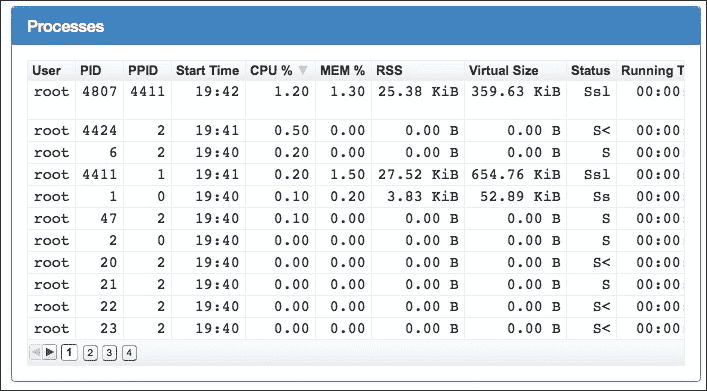 Processes
User PID PPID Start Time CPU % ▼ MEM % RSS Virtual Size Status Running T
root 4807 4411 19:42 1.20 1.30 25.38 KiB 359.63 KiB Ssl 00:00
root 4424 2 19:41 0.50 0.00 0.00 B 0.00 B S< 00:00
root 6 2 19:40 0.20 0.00 0.00 B 0.00 B S 00:00
root 4411 1 19:41 0.20 1.50 27.52 KiB 654.76 KiB Ssl 00:00
root 1 0 19:40 0.10 0.20 3.83 KiB 52.89 KiB Ss 00:00
root 47 2 19:40 0.10 0.00 0.00 B 0.00 B S 00:00
root 2 0 19:40 0.00 0.00 0.00 B 0.00 B S 00:00
root 20 2 19:40 0.00 0.00 0.00 B 0.00 B S< 00:00
root 21 2 19:40 0.00 0.00 0.00 B 0.00 B S 00:00
root 22 2 19:40 0.00 0.00 0.00 B 0.00 B S< 00:00
root 23 2 19:40 0.00 0.00 0.00 B 0.00 B S< 00:00
1 2 3 4